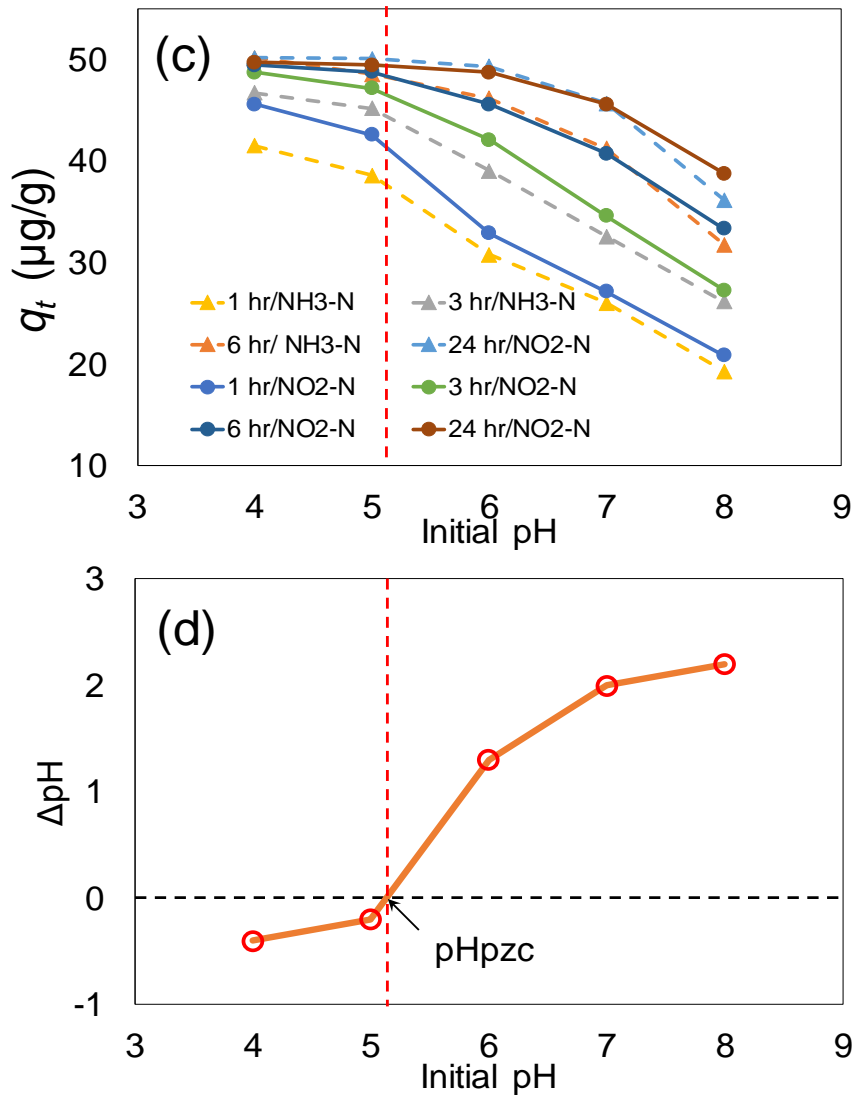 (c)
50
40
30
20
10
qt (µg/g)
1 hr/NH3-N
3 hr/NH3-N
6 hr/ NH3-N
24 hr/NO2-N
1 hr/NO2-N
3 hr/NO2-N
6 hr/NO2-N
24 hr/NO2-N
3 4 5 6 7 8 9
Initial pH
(d)
3
2
1
0
-1
ΔpH
pHpzc
3 4 5 6 7 8 9
Initial pH